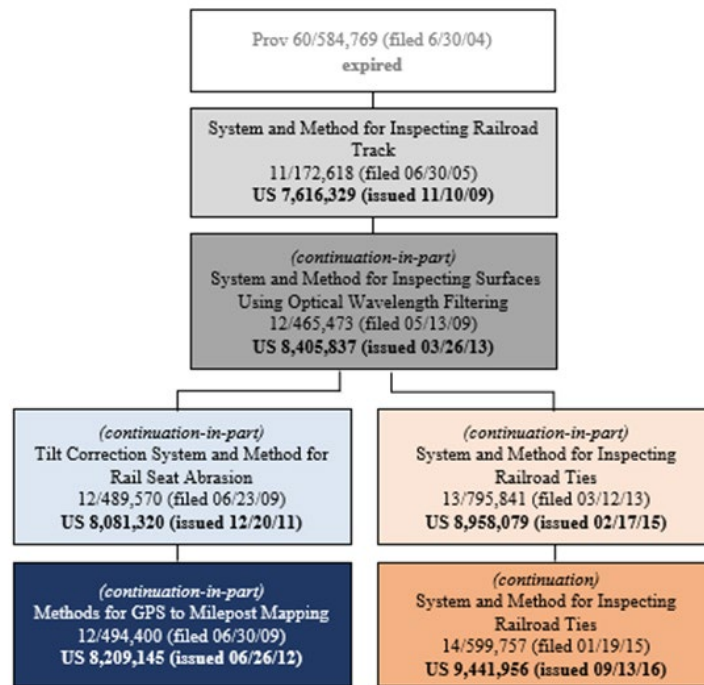 Prov 60/584,769 (filed 6/30/04)
expired
System and Method for Inspecting Railroad
Track
11/172,618 (filed 06/30/05)
US 7,616,329 (issued 11/10/09)
(continuation-in-part)
System and Method for Inspecting Surfaces
Using Optical Wavelength Filtering
12/465,473 (filed 05/13/09)
US 8,405,837 (issued 03/26/13)
(continuation-in-part)
Tilt Correction System and Method for
Rail Seat Abrasion
12/489,570 (filed 06/23/09)
US 8,081,320 (issued 12/20/11)
(continuation-in-part)
System and Method for Inspecting
Railroad Ties
13/795,841 (filed 03/12/13)
US 8,958,079 (issued 02/17/15)
(continuation-in-part)
Methods for GPS to Milepost Mapping
12/494,400 (filed 06/30/09)
US 8,209,145 (issued 06/26/12)
(continuation)
System and Method for Inspecting
Railroad Ties
14/599,757 (filed 01/19/15)
US 9,441,956 (issued 09/13/16)